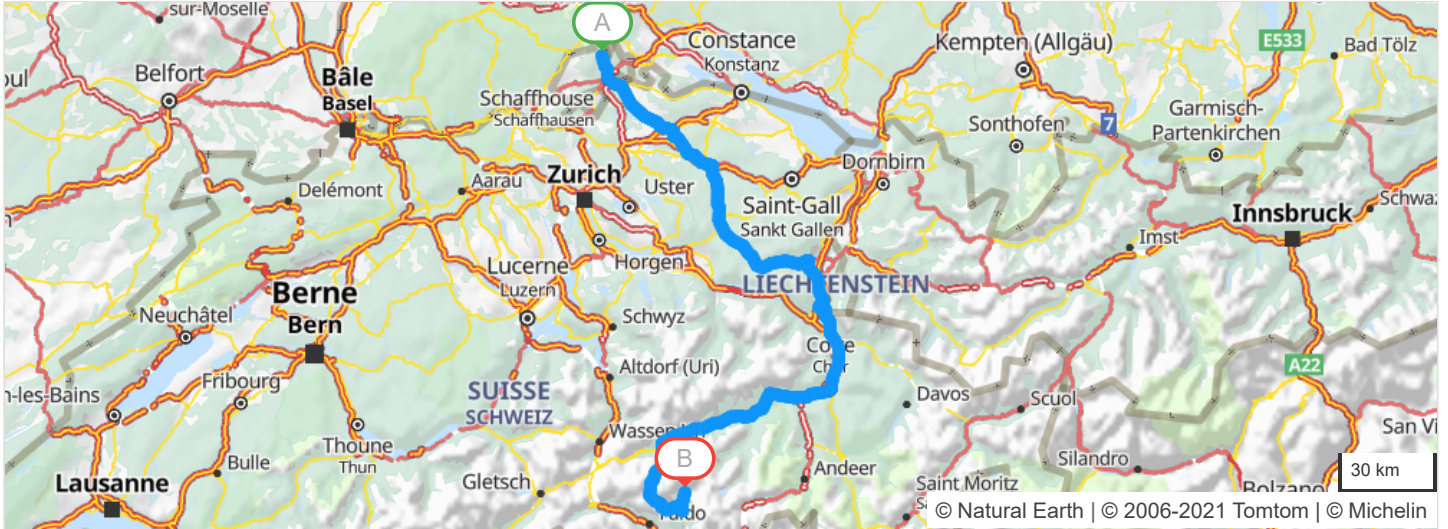 sur-Moselle
A
Constance
Konstanz
Kempten (Allgäu)
E533
Bad Tölz
oul
Belfort
Bâle
Basel
Schaffhouse
Schaffhausen
Sonthofen
7
Garmisch-
Partenkirchen
Delémont
Aarau
Zurich
Uster
Dornbirn
Saint-Gall
Sankt Gallen
Innsbruck
Schwaz
Imst
Lucerne
Luzern
Horgen
LIECHTENSTEIN
Berne
Bern
Neuchâtel
Schwyz
A22
n-les-Bains
Fribourg
SUISSE
SCHWEIZ
Altdorf (Uri)
Davos
Scuol
San Vi
Thoune
Thun
Bulle
B
Lausanne
Gletsch
Andeer
Silandro
Saint Moritz
Bolzano
30 km
© Natural Earth | © 2006-2021 Tomtom | © Michelin